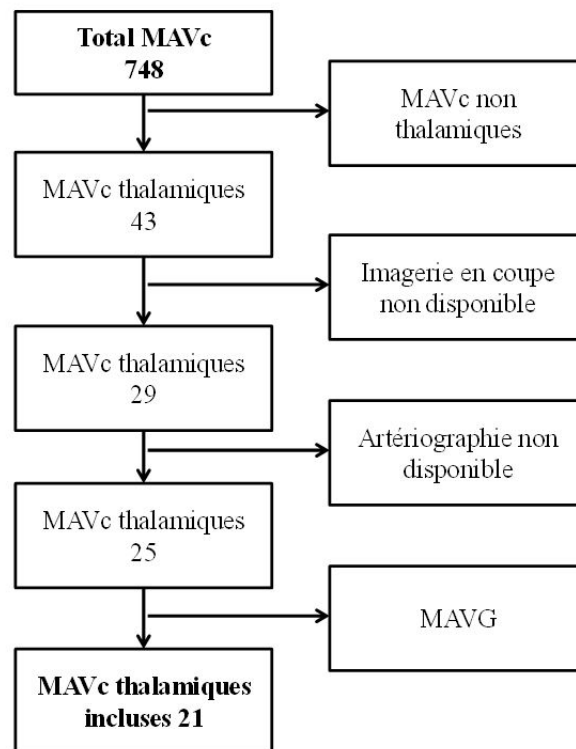 Total MAVc
748
MAVc non
thalamiques
MAVc thalamiques
43
Imagerie en coupe
non disponible
MAVc thalamiques
29
Artériographie non
disponible
MAVc thalamiques
25
MAVG
MAVc thalamiques
incluses 21